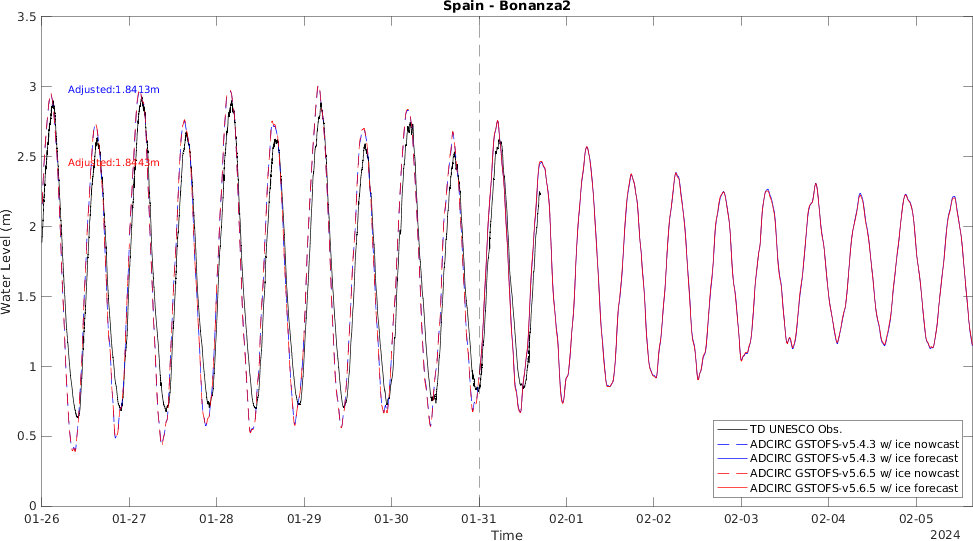 Spain - Bonanza2
3.5
3
2.5
2
1.5
1
0.5
0
Water Level (m)
Adjusted:1.8413m
Adjusted:1.8443m
TD UNESCO Obs.
ADCIRC GSTOFS-v5.4.3 w/ ice nowcast
ADCIRC GSTOFS-v5.4.3 w/ ice forecast
ADCIRC GSTOFS-v5.6.5 w/ ice nowcast
ADCIRC GSTOFS-v5.6.5 w/ ice forecast
01-26 01-27 01-28 01-29 01-30 01-31 02-01 02-02 02-03 02-04 02-05
Time
2024